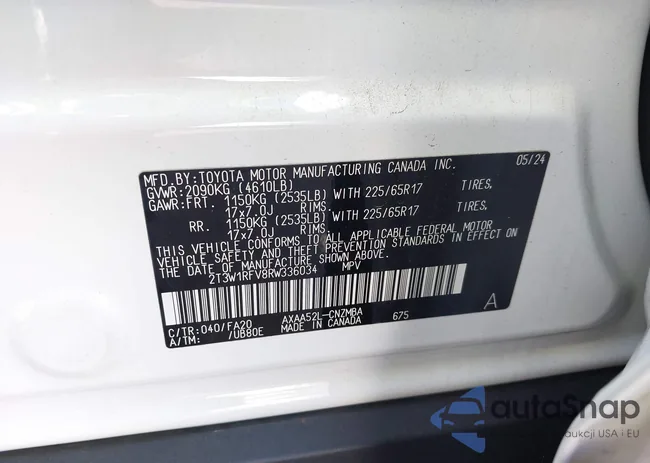 MFD.BY:TOYOTA MOTOR MANUFACTURING CANADA INC. 05/24
GVWR:2090KG (4610LB)
GAWR:FRT. 1150KG (2535LB) WITH 225/65R17 TIRES,
17x7.0J RIMS,
RR. 1150KG (2535LB) WITH 225/65R17 TIRES,
17x7.0J RIMS.
THIS VEHICLE CONFORMS TO ALL APPLICABLE FEDERAL MOTOR
VEHICLE SAFETY AND THEFT PREVENTION STANDARDS IN EFFECT ON
THE DATE OF MANUFACTURE SHOWN ABOVE.
2T3W1RFV8RW336034 MPV
A
C/TR:040/FA20 AXAA52L-CNZMBA 675
A/TM: /U680E MADE IN CANADA
autoSnap
aukcji USA i EU